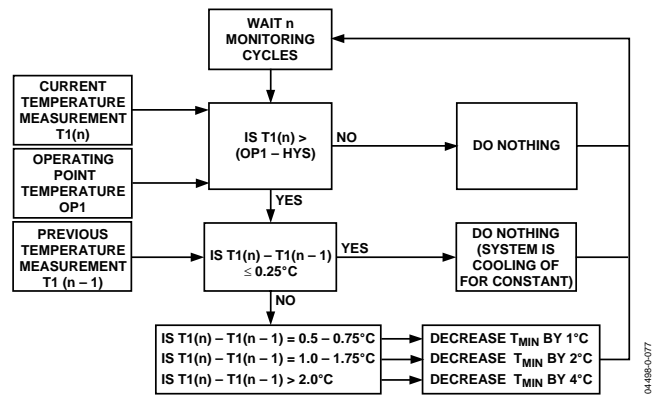 WAIT n
MONITORING
CYCLES
CURRENT
TEMPERATURE
MEASUREMENT
T1(n)
OPERATING
POINT
TEMPERATURE
OP1
IS T1(n) >
(OP1 – HYS)
NO
DO NOTHING
YES
PREVIOUS
TEMPERATURE
MEASUREMENT
T1 (n – 1)
IS T1(n) – T1(n – 1)
≤ 0.25°C
YES
DO NOTHING
(SYSTEM IS
COOLING OF
FOR CONSTANT)
NO
IS T1(n) – T1(n – 1) = 0.5 – 0.75°C
IS T1(n) – T1(n – 1) = 1.0 – 1.75°C
IS T1(n) – T1(n – 1) > 2.0°C
DECREASE TMIN BY 1°C
DECREASE TMIN BY 2°C
DECREASE TMIN BY 4°C
04498-0-077